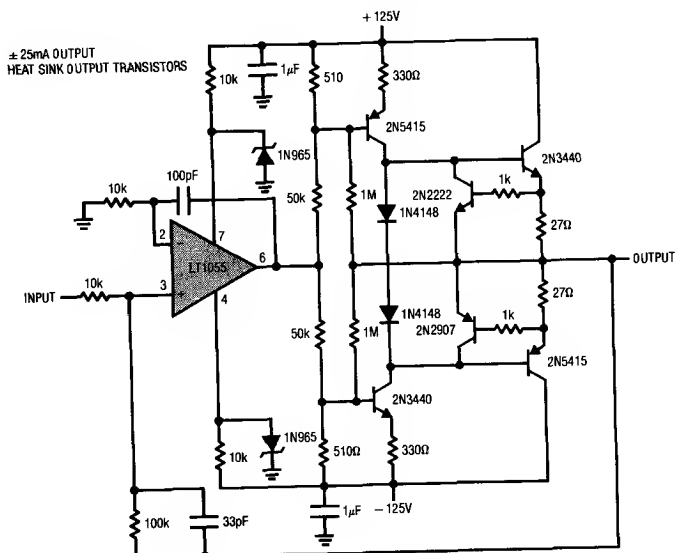 ± 25mA OUTPUT
HEAT SINK OUTPUT TRANSISTORS
+ 125V
10k
1µF
510
330Ω
2N5415
1N965
2N3440
10k
100pF
50k
1M
2N2222
1k
1N4148
27Ω
2
7
LT1055
6
OUTPUT
INPUT
10k
3
4
1N4148
27Ω
50k
1M
2N2907
1k
2N5415
2N3440
1N965
10k
510Ω
330Ω
1µF
− 125V
100k
33pF